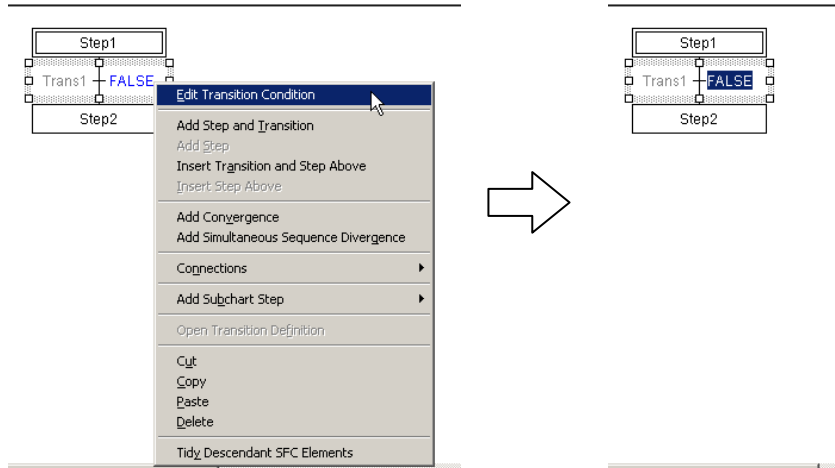 Step1
Trans1
FALSE
Step2
Edit Transition Condition
Add Step and Transition
Add Step
Insert Transition and Step Above
Insert Step Above
Add Convergence
Add Simultaneous Sequence Divergence
Connections
Add Subchart Step
Open Transition Definition
Cut
Copy
Paste
Delete
Tidy Descendant SFC Elements
Step1
Trans1
FALSE
Step2